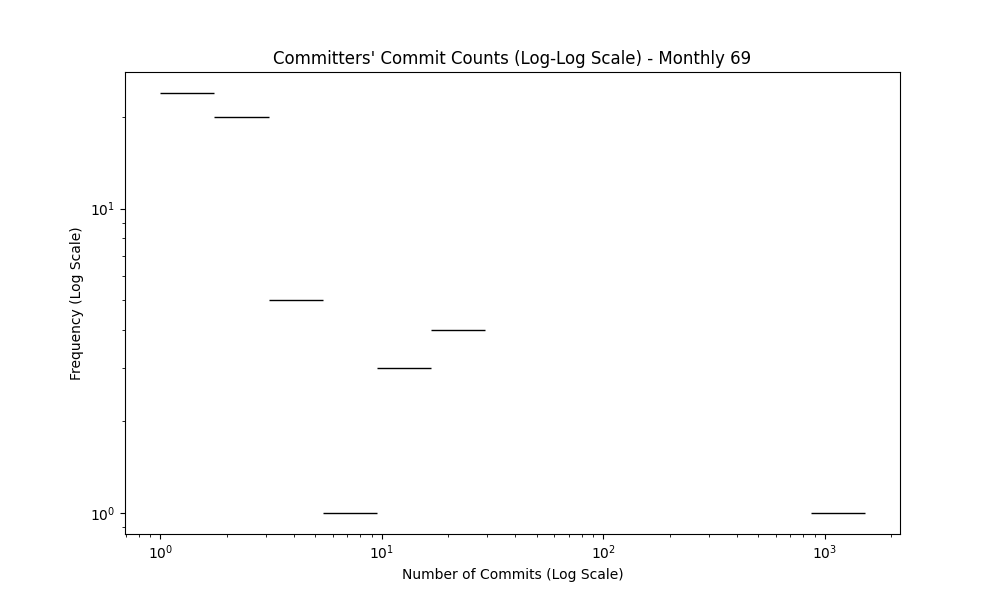 Committers' Commit Counts (Log-Log Scale) - Monthly 69
Frequency (Log Scale)
10¹
10⁰
10⁰ 10¹ 10² 10³
Number of Commits (Log Scale)